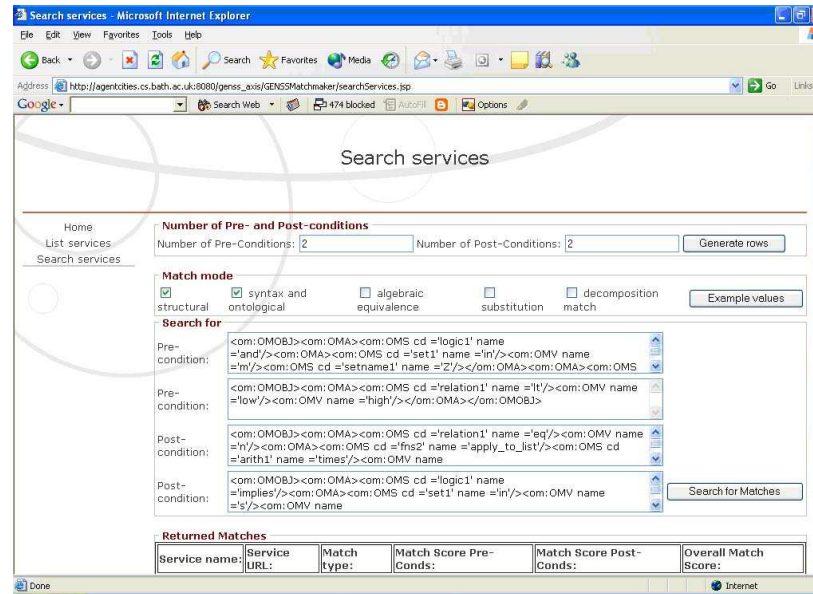 Search services - Microsoft Internet Explorer
File Edit View Favorites Tools Help
Back Search Favorites Media
Address http://agentcities.cs.bath.ac.uk:8080/genss_axis/GENSSMatchmaker/searchServices.jsp Go Links
Google Search Web 474 blocked AutoFill Options
Search services
Home
List services
Search services
Number of Pre- and Post-conditions
Number of Pre-Conditions: 2 Number of Post-Conditions: 2 Generate rows
Match mode
structural syntax and ontological algebraic equivalence substitution decomposition match Example values
Search for
Pre-condition:
<om:OMOBJ><om:OMA><om:OMS cd ='logic1' name
='and'/><om:OMA><om:OMS cd ='set1' name ='in'/><om:OMV name
='m'/><om:OMS cd ='setname1' name ='Z'/></om:OMA><om:OMA><om:OMS
Pre-condition:
<om:OMOBJ><om:OMA><om:OMS cd ='relation1' name ='lt'/><om:OMV name
='low'/><om:OMV name ='high'/></om:OMA></om:OMOBJ>
Post-condition:
<om:OMOBJ><om:OMA><om:OMS cd ='relation1' name ='eq'/><om:OMV name
='n'/><om:OMA><om:OMS cd ='fns2' name ='apply_to_list'/><om:OMS cd
='arith1' name ='times'/><om:OMV name
Post-condition:
<om:OMOBJ><om:OMA><om:OMS cd ='logic1' name
='implies'/><om:OMA><om:OMS cd ='set1' name ='in'/><om:OMV name
='s'/><om:OMV name
Search for Matches
Returned Matches
Service name: Service URL: Match type: Match Score Pre-Conds: Match Score Post-Conds: Overall Match Score:
Done Internet